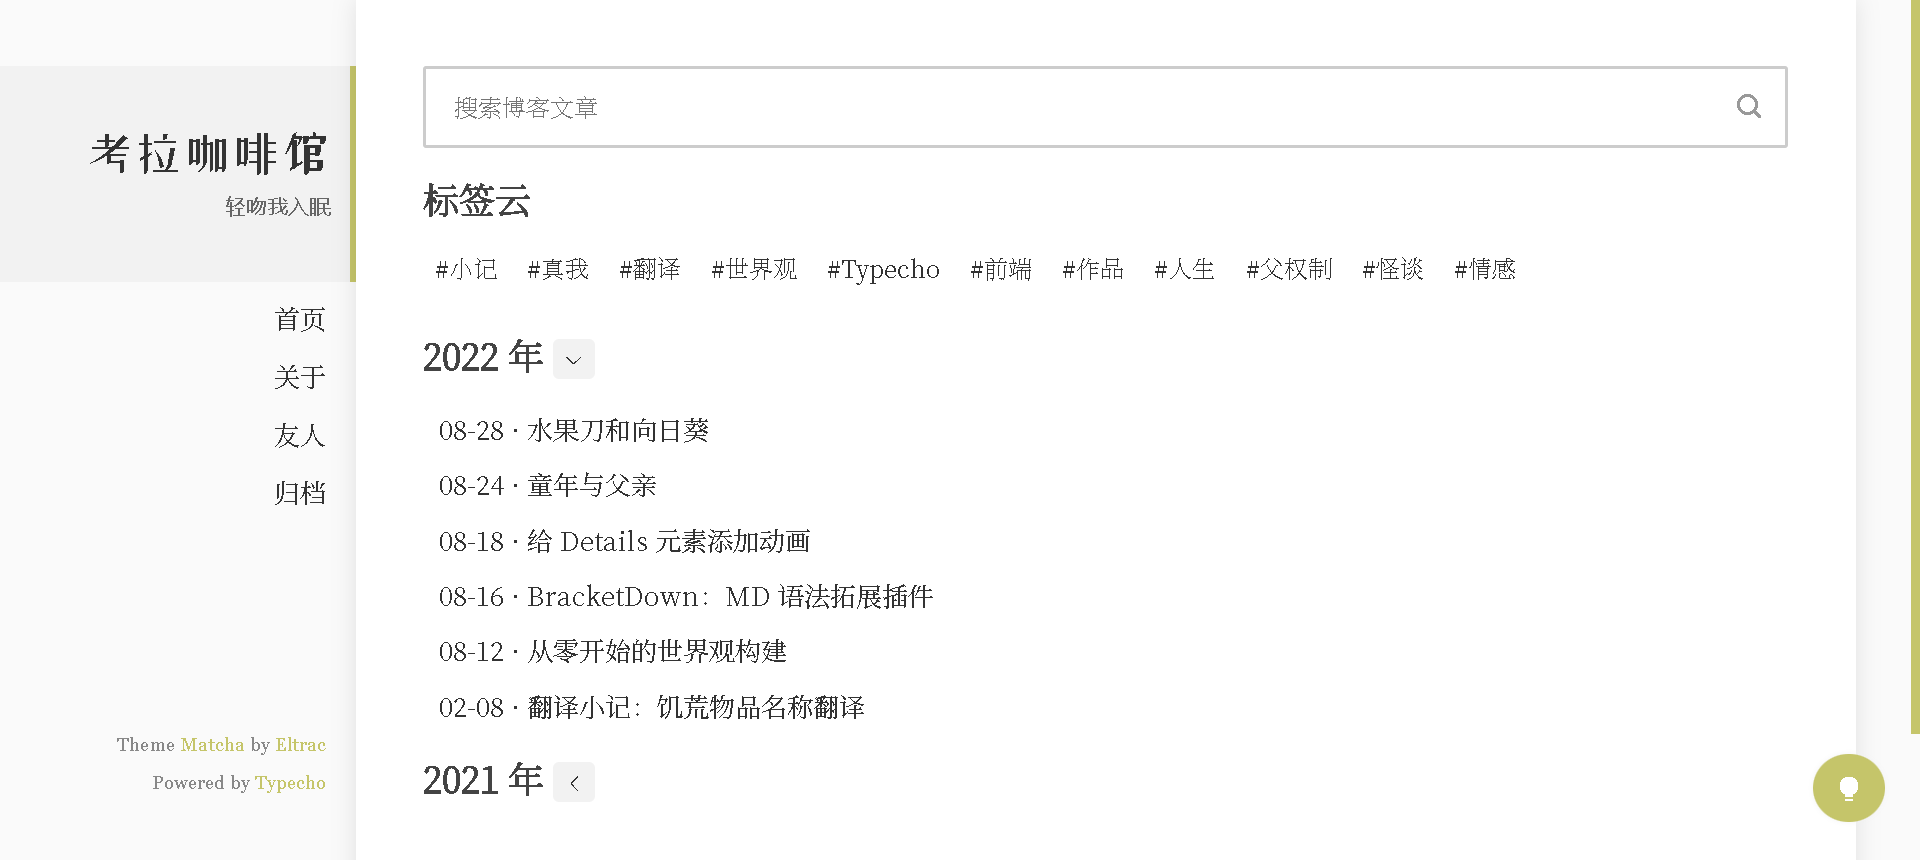 考拉咖啡馆
轻吻我入眠
首页
关于
友人
归档
Theme Matcha by Eltrac
Powered by Typecho
搜索博客文章
标签云
#小记 #真我 #翻译 #世界观 #Typecho #前端 #作品 #人生 #父权制 #怪谈 #情感
2022 年
08-28 · 水果刀和向日葵
08-24 · 童年与父亲
08-18 · 给 Details 元素添加动画
08-16 · BracketDown：MD 语法拓展插件
08-12 · 从零开始的世界观构建
02-08 · 翻译小记：饥荒物品名称翻译
2021 年